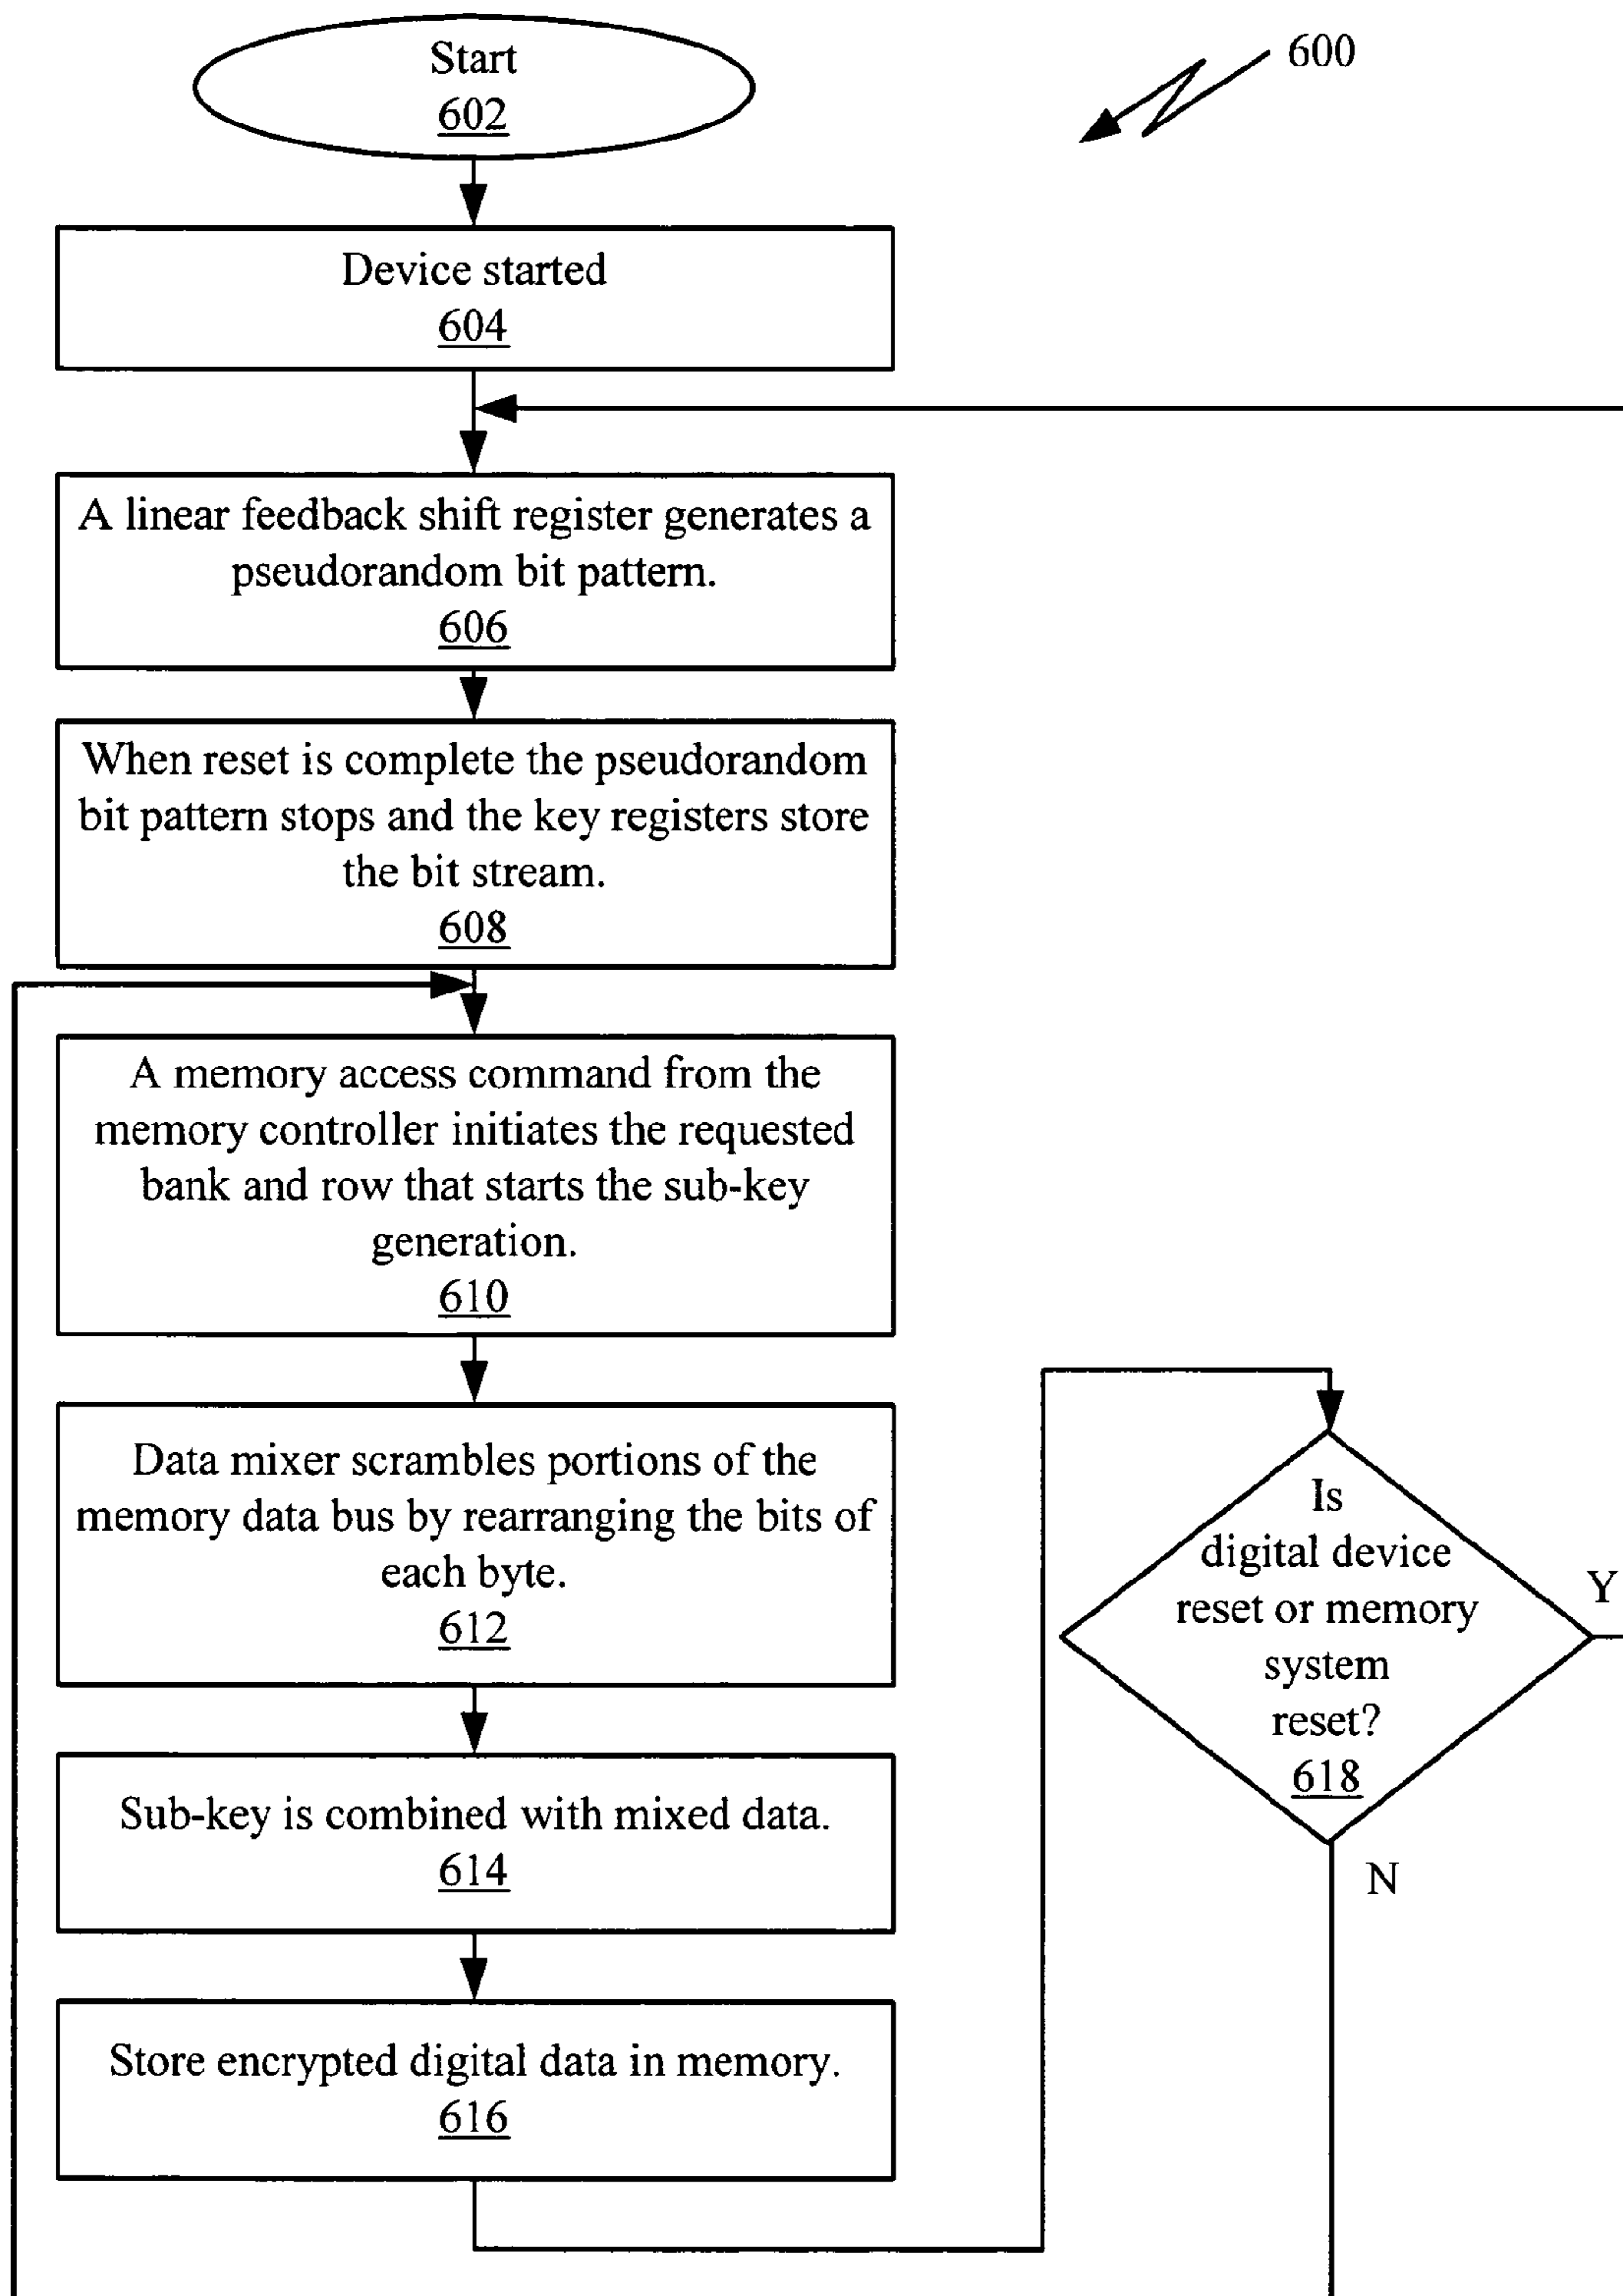 Start
602
600
Device started
604
A linear feedback shift register generates a
pseudorandom bit pattern.
606
When reset is complete the pseudorandom
bit pattern stops and the key registers store
the bit stream.
608
A memory access command from the
memory controller initiates the requested
bank and row that starts the sub-key
generation.
610
Data mixer scrambles portions of the
memory data bus by rearranging the bits of
each byte.
612
Sub-key is combined with mixed data.
614
Store encrypted digital data in memory.
616
Is
digital device
reset or memory
system
reset?
618
Y
N